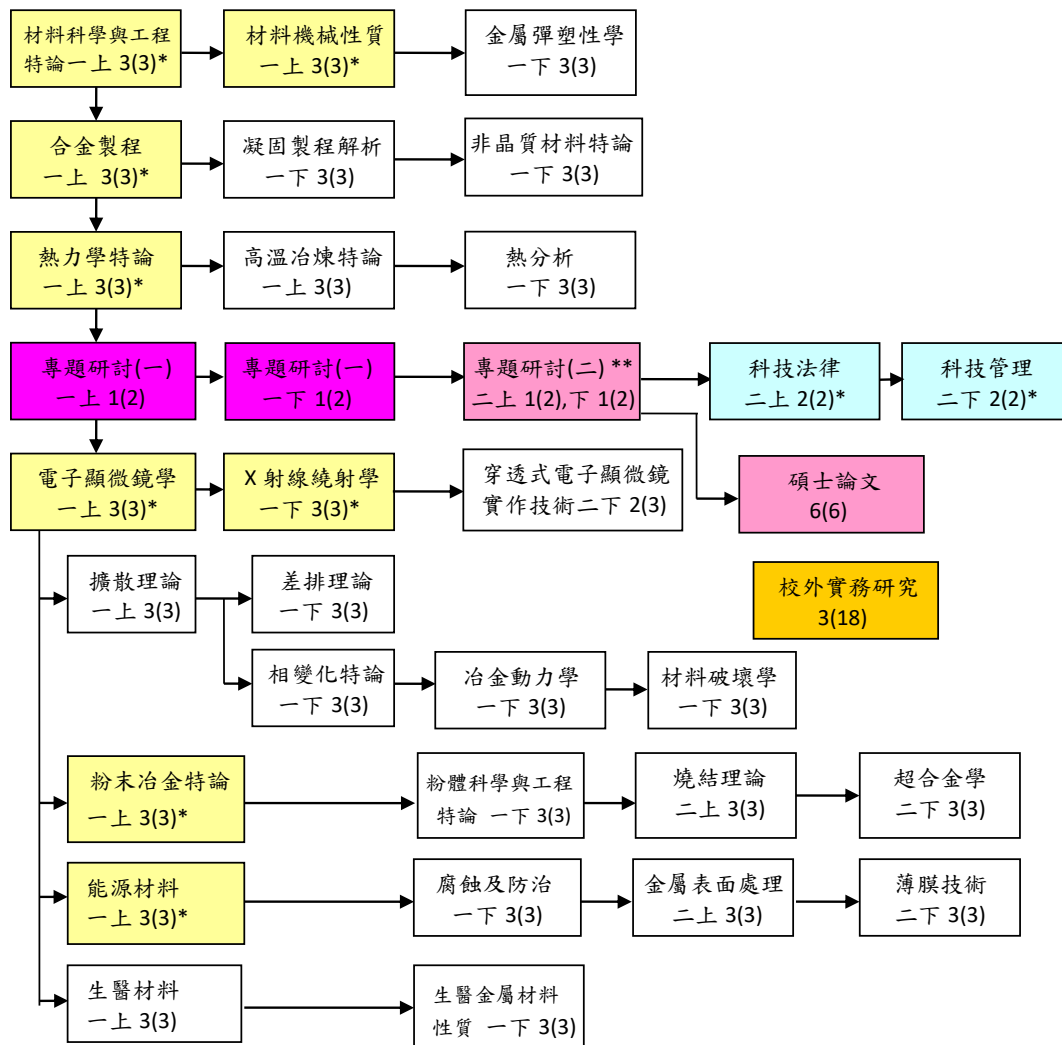 材料科學與工程
特論一上 3(3)*
材料機械性質
一上 3(3)*
金屬彈塑性學
一下 3(3)
合金製程
一上 3(3)*
凝固製程解析
一下 3(3)
非晶質材料特論
一下 3(3)
熱力學特論
一上 3(3)*
高溫冶煉特論
一上 3(3)
熱分析
一下 3(3)
專題研討(一)
一上 1(2)
專題研討(一)
一下 1(2)
專題研討(二) **
二上 1(2),下 1(2)
科技法律
二上 2(2)*
科技管理
二下 2(2)*
電子顯微鏡學
一上 3(3)*
X 射線繞射學
一下 3(3)*
穿透式電子顯微鏡
實作技術二下 2(3)
碩士論文
6(6)
擴散理論
一上 3(3)
差排理論
一下 3(3)
校外實務研究
3(18)
相變化特論
一下 3(3)
冶金動力學
一下 3(3)
材料破壞學
一下 3(3)
粉末冶金特論
一上 3(3)*
粉體科學與工程
特論 一下 3(3)
燒結理論
二上 3(3)
超合金學
二下 3(3)
能源材料
一上 3(3)*
腐蝕及防治
一下 3(3)
金屬表面處理
二上 3(3)
薄膜技術
二下 3(3)
生醫材料
一上 3(3)
生醫金屬材料
性質 一下 3(3)